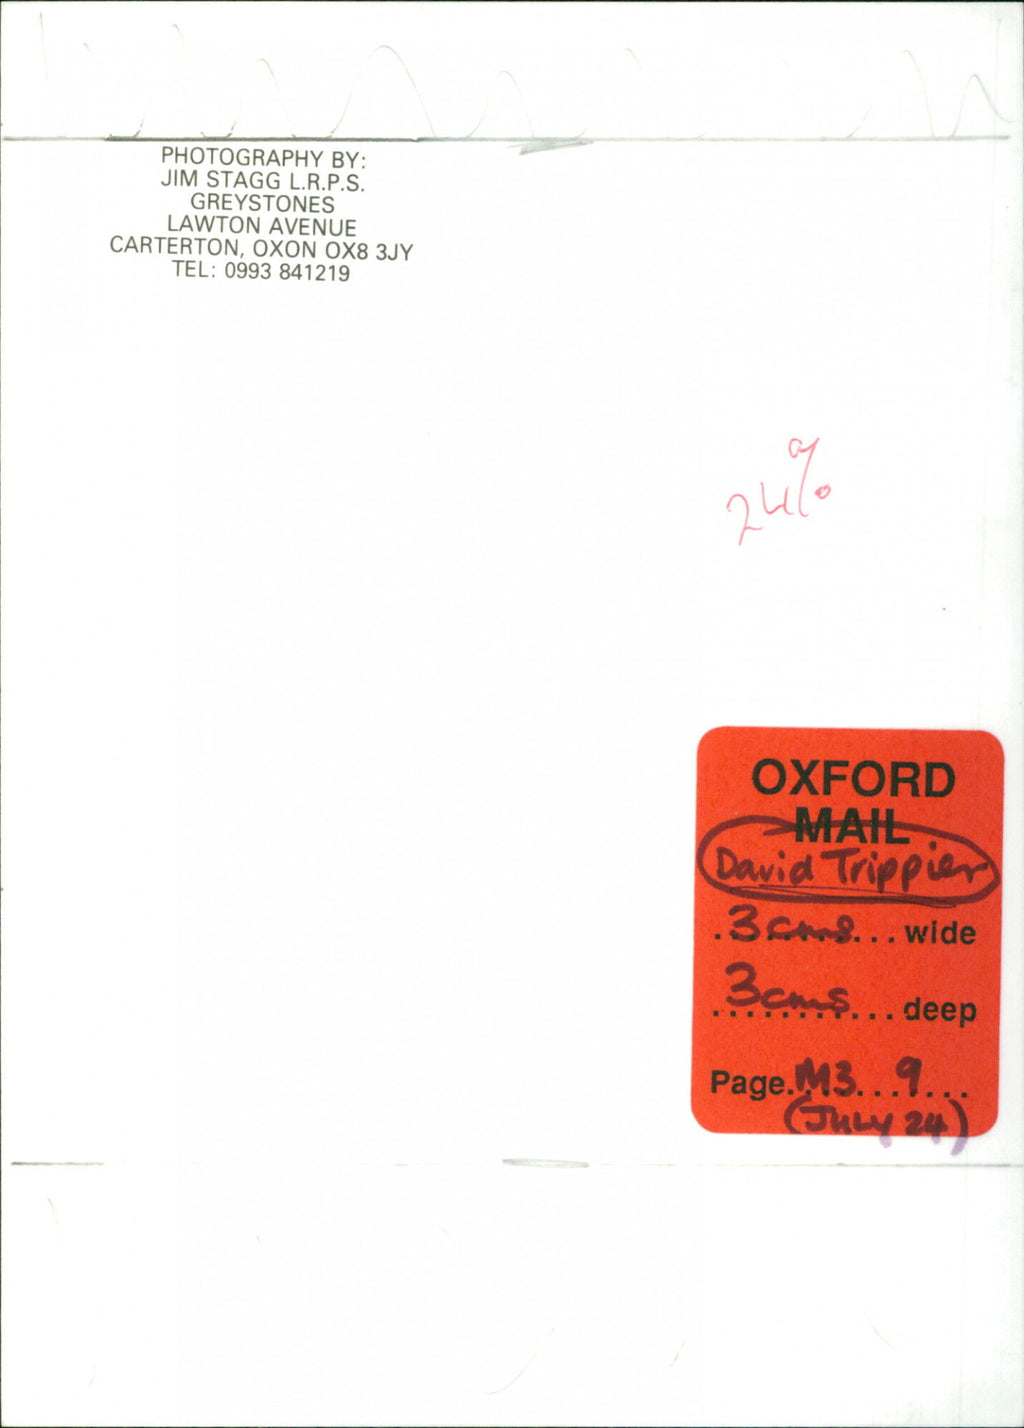 PHOTOGRAPHY BY:
JIM STAGG L.R.P.S.
GREYSTONES
LAWTON AVENUE
CARTERTON, OXON OX8 3JY
TEL: 0993 841219
24%
OXFORD
MAIL
David Trippier
.3cms... wide
3cms... deep
Page.M3...9...
(July 24)